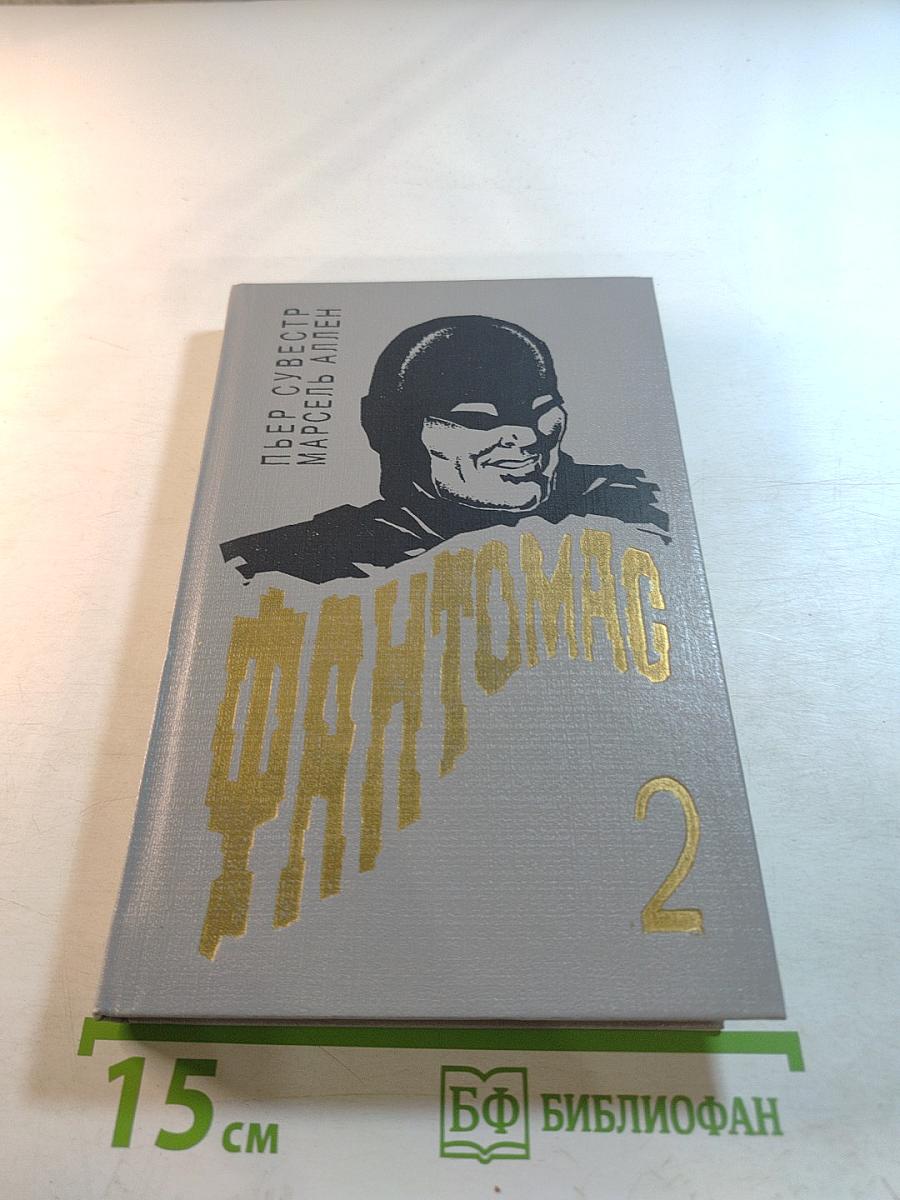 ПЬЕР СУВЕСТР
МАРСЕЛЬ АЛЛЕН
ФАНТОМАС
2
15 см
БФ БИБЛИОФАН